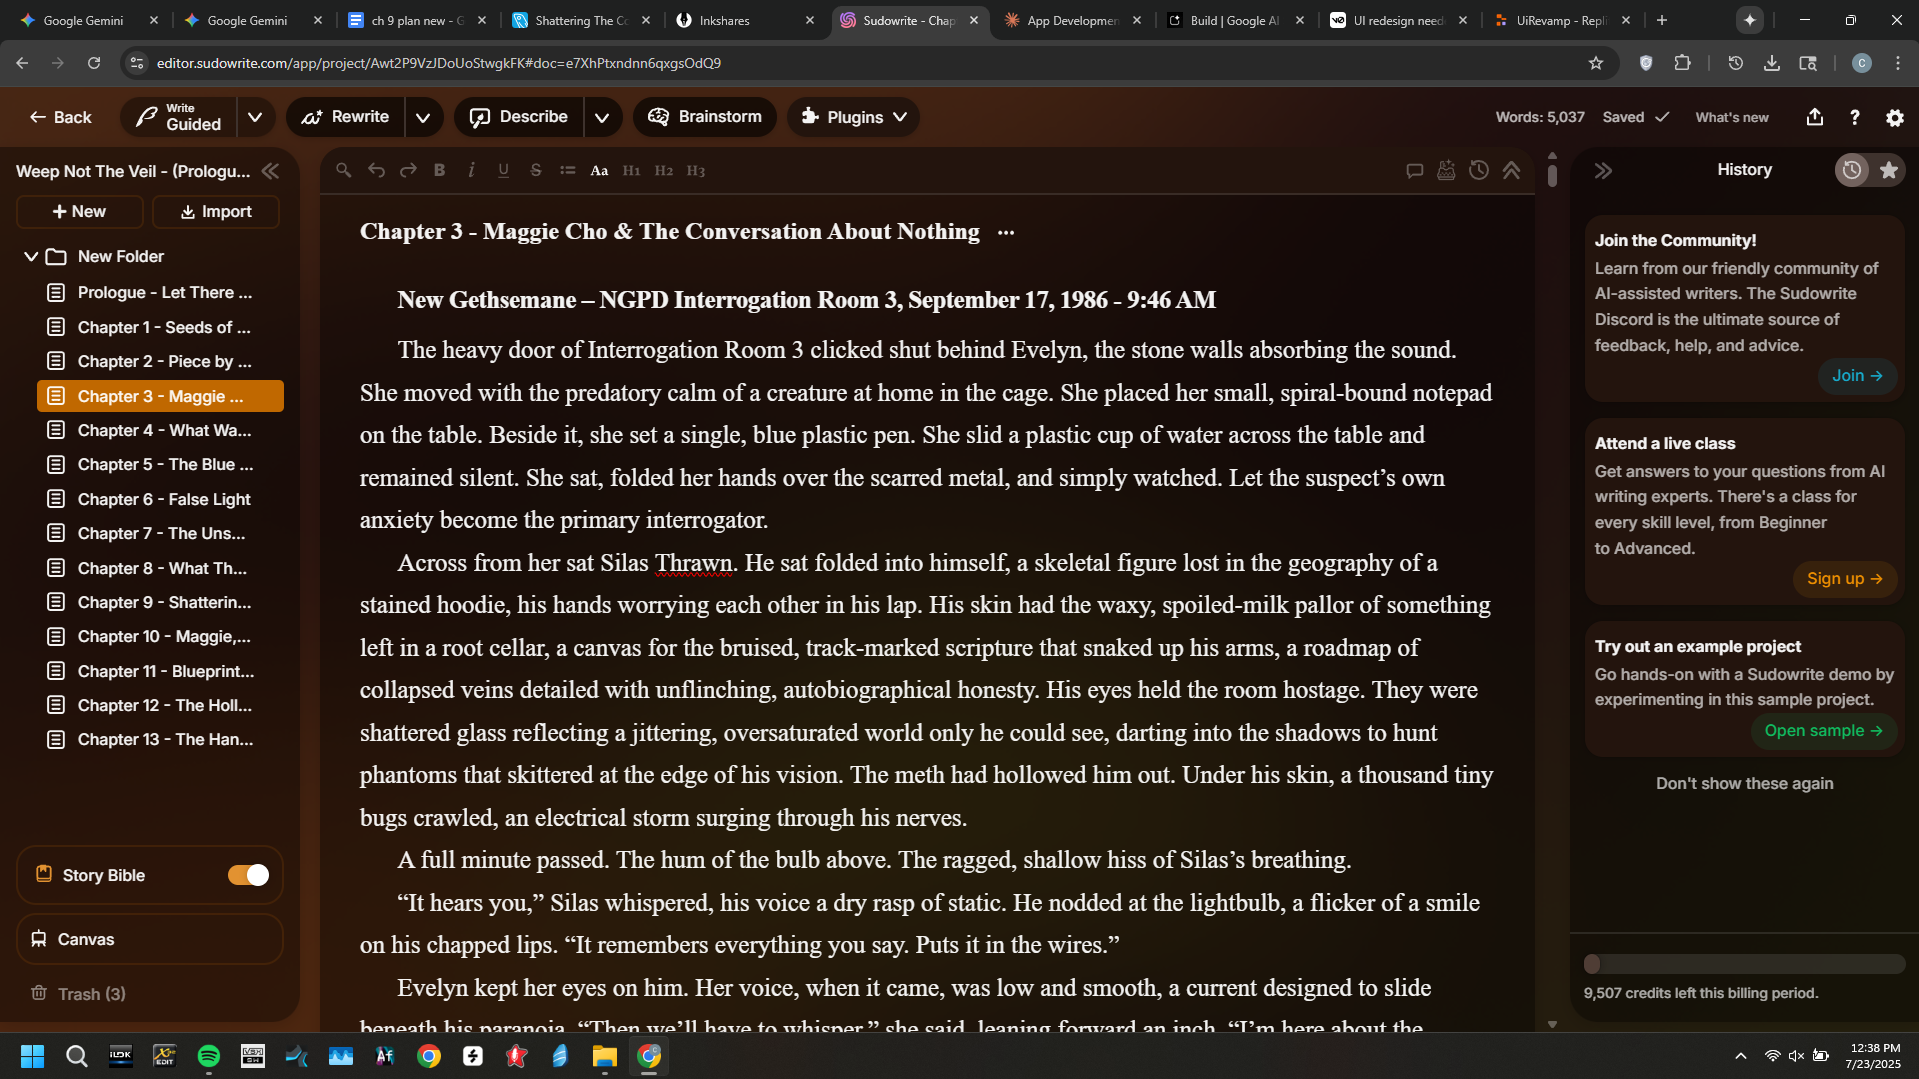 Google Gemini
Google Gemini
ch 9 plan new - G
Shattering The Co
Inkshares
Sudowrite - Chap
App Developmen
Build | Google AI
UI redesign need
UiRevamp - Repli
editor.sudowrite.com/app/project/Awt2P9VzJDoUoStwgkFK#doc=e7XhPtxndnn6qxgsOdQ9
C
Back
Write
Guided
Rewrite
Describe
Brainstorm
Plugins
Words: 5,037
Saved
What's new
Weep Not The Veil - (Prologu...
New
Import
New Folder
Prologue - Let There ...
Chapter 1 - Seeds of ...
Chapter 2 - Piece by ...
Chapter 3 - Maggie ...
Chapter 4 - What Wa...
Chapter 5 - The Blue ...
Chapter 6 - False Light
Chapter 7 - The Uns...
Chapter 8 - What Th...
Chapter 9 - Shatterin...
Chapter 10 - Maggie,...
Chapter 11 - Blueprint...
Chapter 12 - The Holl...
Chapter 13 - The Han...
Story Bible
Canvas
Trash (3)
B i U S Aa H1 H2 H3
Chapter 3 - Maggie Cho & The Conversation About Nothing ...
New Gethsemane – NGPD Interrogation Room 3, September 17, 1986 - 9:46 AM
The heavy door of Interrogation Room 3 clicked shut behind Evelyn, the stone walls absorbing the sound.
She moved with the predatory calm of a creature at home in the cage. She placed her small, spiral-bound notepad
on the table. Beside it, she set a single, blue plastic pen. She slid a plastic cup of water across the table and
remained silent. She sat, folded her hands over the scarred metal, and simply watched. Let the suspect’s own
anxiety become the primary interrogator.
Across from her sat Silas Thrawn. He sat folded into himself, a skeletal figure lost in the geography of a
stained hoodie, his hands worrying each other in his lap. His skin had the waxy, spoiled-milk pallor of something
left in a root cellar, a canvas for the bruised, track-marked scripture that snaked up his arms, a roadmap of
collapsed veins detailed with unflinching, autobiographical honesty. His eyes held the room hostage. They were
shattered glass reflecting a jittering, oversaturated world only he could see, darting into the shadows to hunt
phantoms that skittered at the edge of his vision. The meth had hollowed him out. Under his skin, a thousand tiny
bugs crawled, an electrical storm surging through his nerves.
A full minute passed. The hum of the bulb above. The ragged, shallow hiss of Silas’s breathing.
“It hears you,” Silas whispered, his voice a dry rasp of static. He nodded at the lightbulb, a flicker of a smile
on his chapped lips. “It remembers everything you say. Puts it in the wires.”
Evelyn kept her eyes on him. Her voice, when it came, was low and smooth, a current designed to slide
beneath his paranoia. “Then we’ll have to whisper,” she said, leaning forward an inch. “I’m here about the
History
Join the Community!
Learn from our friendly community of
AI-assisted writers. The Sudowrite
Discord is the ultimate source of
feedback, help, and advice.
Join →
Attend a live class
Get answers to your questions from AI
writing experts. There's a class for
every skill level, from Beginner
to Advanced.
Sign up →
Try out an example project
Go hands-on with a Sudowrite demo by
experimenting in this sample project.
Open sample →
Don't show these again
9,507 credits left this billing period.
12:38 PM
7/23/2025